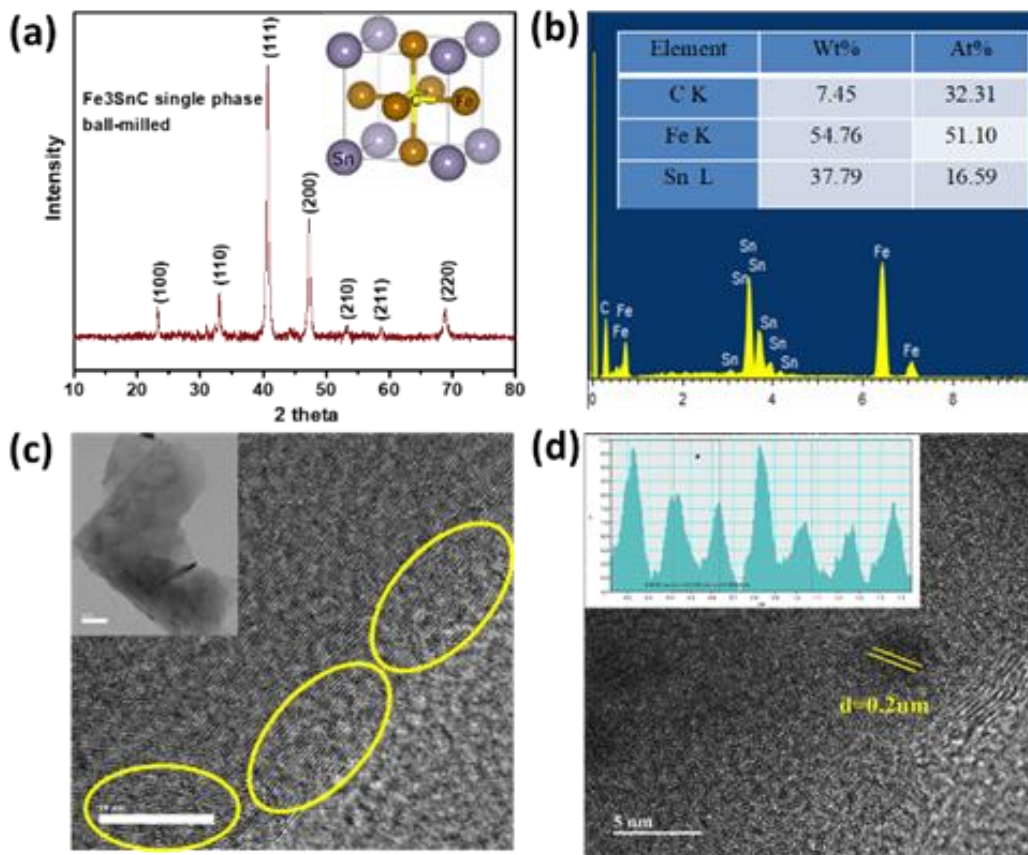 (a)
Fe3SnC single phase
ball-milled
(100)
(110)
(111)
(200)
(210)
(211)
(220)
C
Fe
Sn
Intensity
10 20 30 40 50 60 70 80
2 theta
(b)
Element Wt% At%
C K 7.45 32.31
Fe K 54.76 51.10
Sn L 37.79 16.59
C
Fe
Fe
Sn
Sn
Sn
Sn
Sn
Sn
Sn
Fe
Fe
0 2 4 6 8
(c)
(d)
d=0.2nm
5 nm